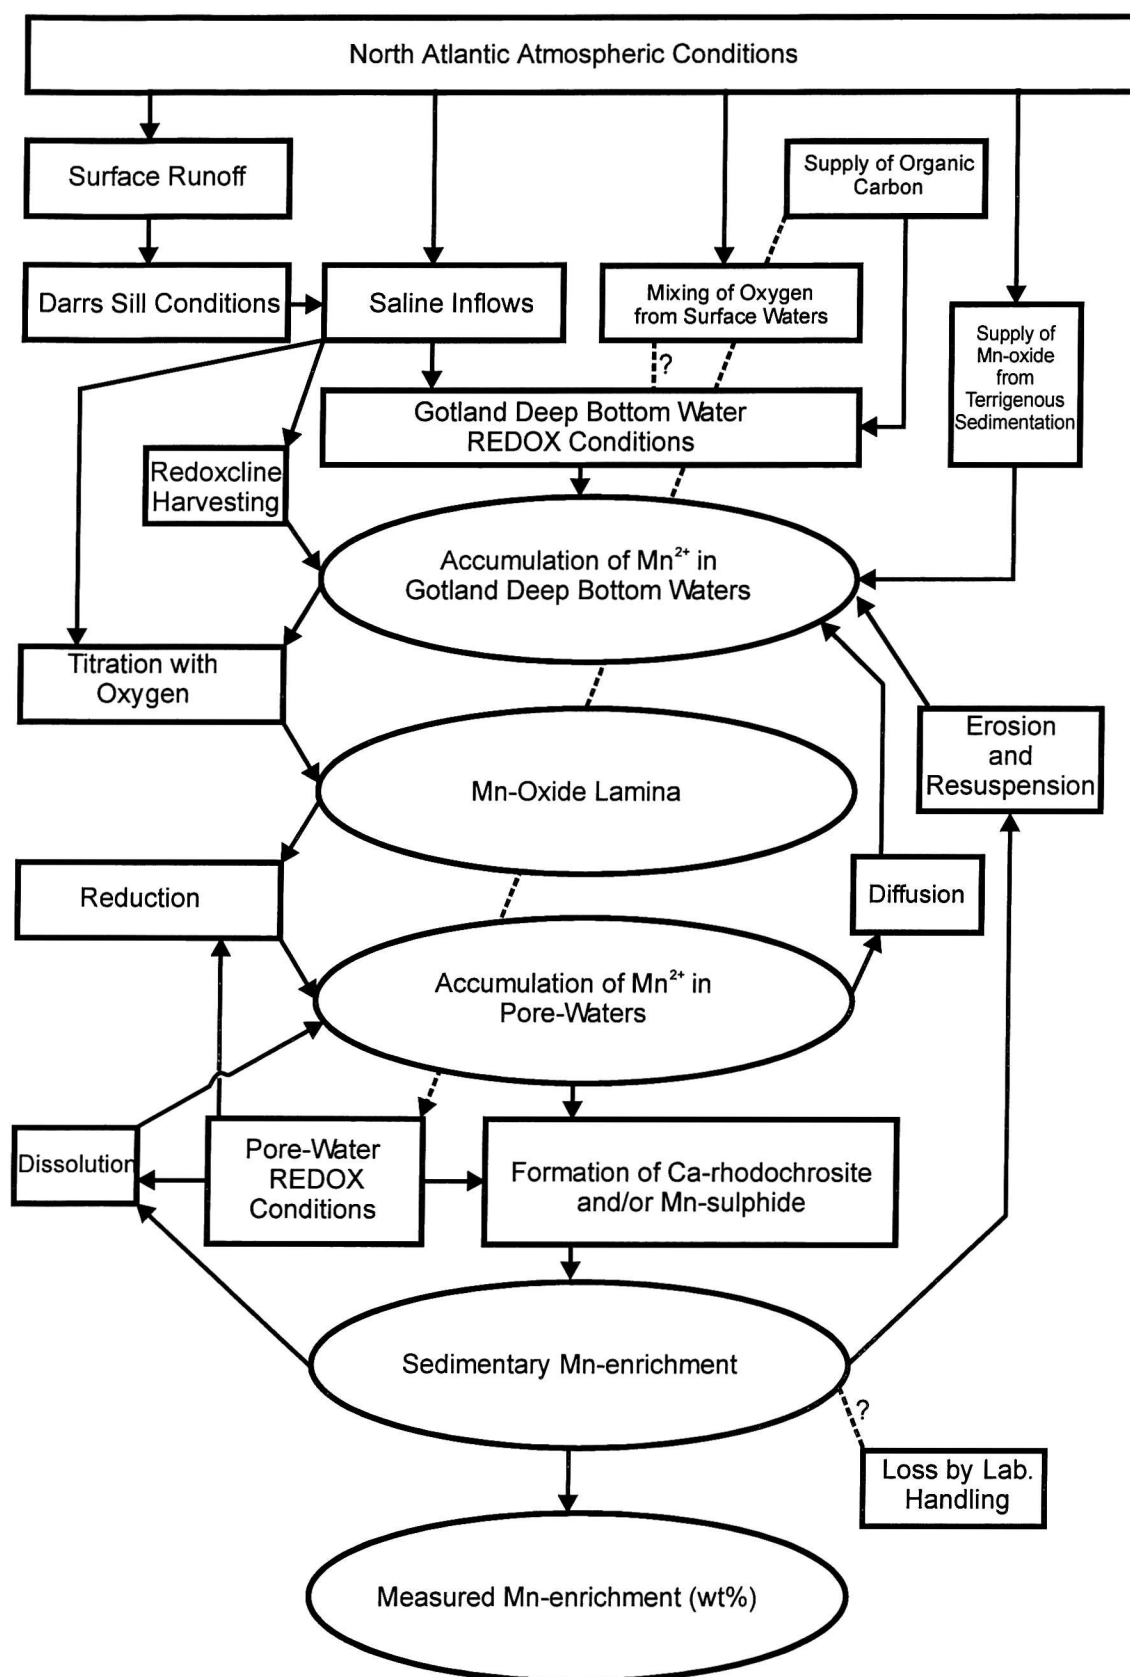 North Atlantic Atmospheric Conditions
Surface Runoff
Supply of Organic
Carbon
Darrs Sill Conditions
Saline Inflows
Mixing of Oxygen
from Surface Waters
Supply of
Mn-oxide
from
Terrigenous
Sedimentation
?
Gotland Deep Bottom Water
REDOX Conditions
Redoxcline
Harvesting
Accumulation of Mn²⁺ in
Gotland Deep Bottom Waters
Titration with
Oxygen
Erosion
and
Resuspension
Mn-Oxide Lamina
Reduction
Diffusion
Accumulation of Mn²⁺ in
Pore-Waters
Dissolution
Pore-Water
REDOX
Conditions
Formation of Ca-rhodochrosite
and/or Mn-sulphide
Sedimentary Mn-enrichment
?
Loss by Lab.
Handling
Measured Mn-enrichment (wt%)